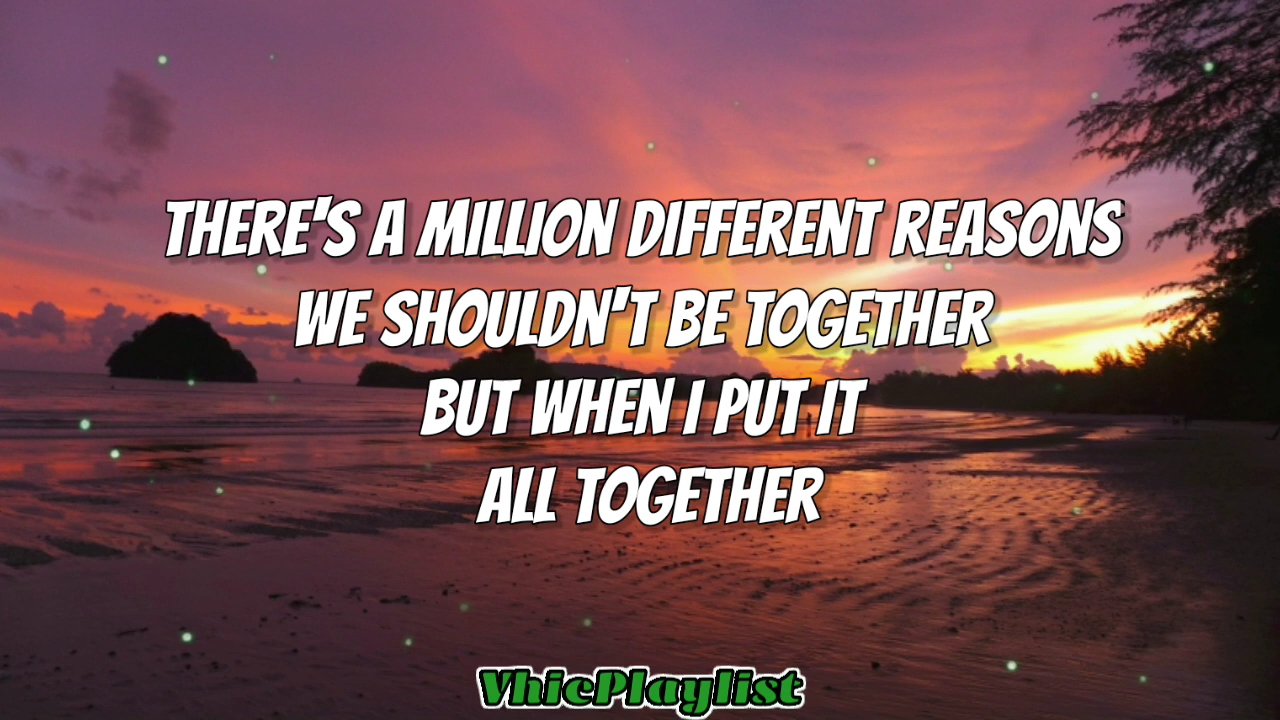 THERE'S A MILLION DIFFERENT REASONS
WE SHOULDN'T BE TOGETHER
BUT WHEN I PUT IT
ALL TOGETHER
VhicPlaylist